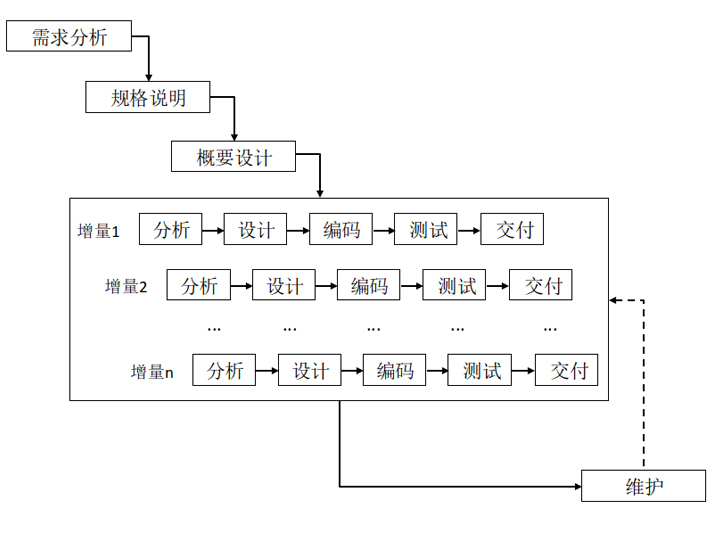 需求分析
规格说明
概要设计
增量1 分析 设计 编码 测试 交付
增量2 分析 设计 编码 测试 交付
... ... ... ... ...
增量n 分析 设计 编码 测试 交付
维护